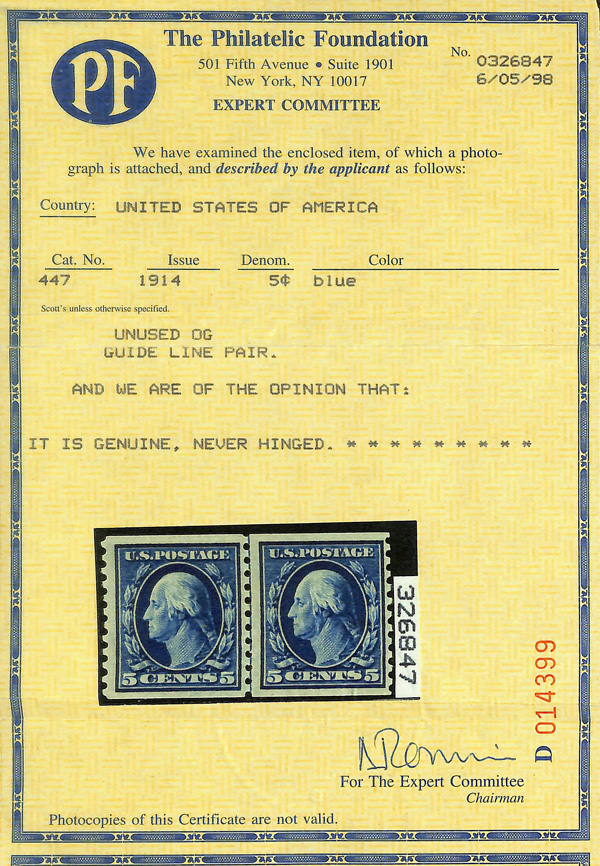 PF
The Philatelic Foundation
501 Fifth Avenue • Suite 1901
New York, NY 10017
EXPERT COMMITTEE
No. 0326847
6/05/98
We have examined the enclosed item, of which a photo-
graph is attached, and described by the applicant as follows:
Country: UNITED STATES OF AMERICA
Cat. No. Issue Denom. Color
447 1914 5¢ blue
Scott's unless otherwise specified.
UNUSED OG
GUIDE LINE PAIR.
AND WE ARE OF THE OPINION THAT:
IT IS GENUINE, NEVER HINGED. * * * * * * * * *
U.S.POSTAGE U.S.POSTAGE
5 CENTS 5 5 CENTS 5
326847
D 014399
For The Expert Committee
Chairman
Photocopies of this Certificate are not valid.